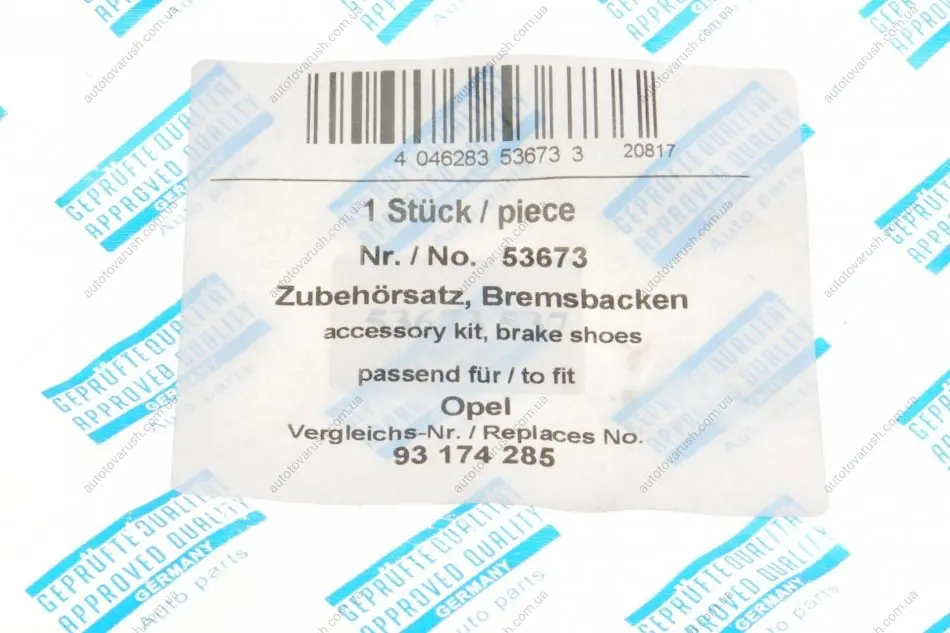 4 046283 53673 3 20817
1 Stück / piece
Nr. / No. 53673
Zubehörsatz, Bremsbacken
accessory kit, brake shoes
passend für / to fit
Opel
Vergleichs-Nr. / Replaces No.
93 174 285
GEPRÜFTE QUALITÄT
APPROVED QUALITY
GERMANY
Auto parts
autotovarush.com.ua